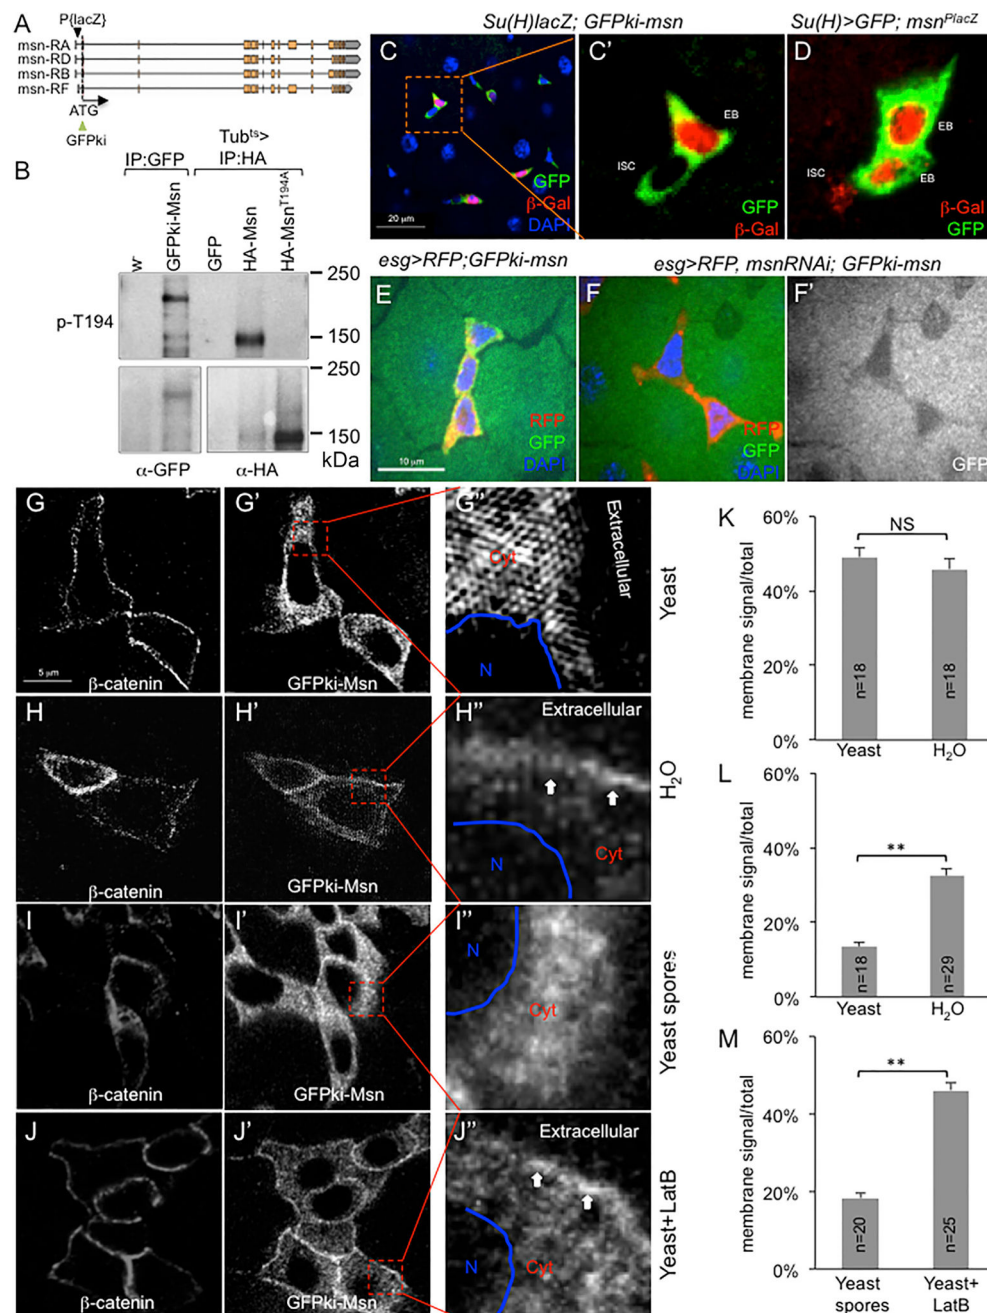 A
P{lacZ}
msn-RA
msn-RD
msn-RB
msn-RF
ATG
GFPki
B
Tubts>
IP:GFP
IP:HA
w-
GFPki-Msn
GFP
HA-Msn
HA-MsnT194A
p-T194
250
150
250
150
kDa
α-GFP
α-HA
Su(H)lacZ; GFPki-msn
Su(H)>GFP; msnPlacZ
C
GFP
β-Gal
DAPI
20 μm
C'
EB
ISC
GFP
β-Gal
D
EB
ISC
EB
β-Gal
GFP
esg>RFP;GFPki-msn
esg>RFP, msnRNAi; GFPki-msn
E
RFP
GFP
DAPI
10 μm
F
RFP
GFP
DAPI
F'
GFP
G
β-catenin
5 μm
G'
GFPki-Msn
G"
Cyt
Extracellular
N
Yeast
H
β-catenin
H'
GFPki-Msn
H"
Extracellular
N
Cyt
H2O
I
β-catenin
I'
GFPki-Msn
I"
N
Cyt
Yeast spores
J
β-catenin
J'
GFPki-Msn
J"
Extracellular
N
Cyt
Yeast+LatB
K
membrane signal/total
60%
40%
20%
0%
NS
n=18
n=18
Yeast
H2O
L
membrane signal/total
60%
40%
20%
0%
**
n=18
n=29
Yeast
H2O
M
membrane signal/total
60%
40%
20%
0%
**
n=20
n=25
Yeast spores
Yeast+ LatB